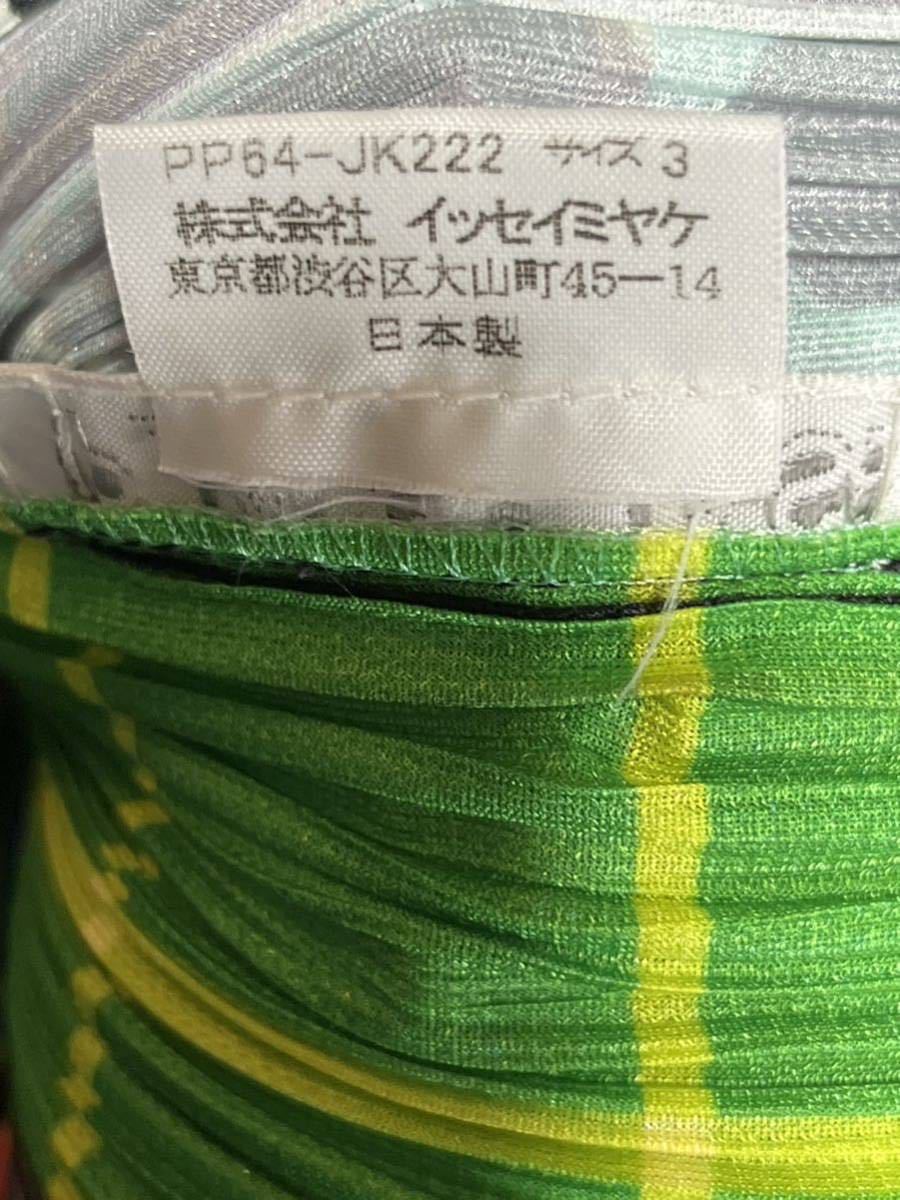 PP64-JK222 サイズ 3
株式会社 イッセイミヤケ
東京都渋谷区大山町45-14
日本製